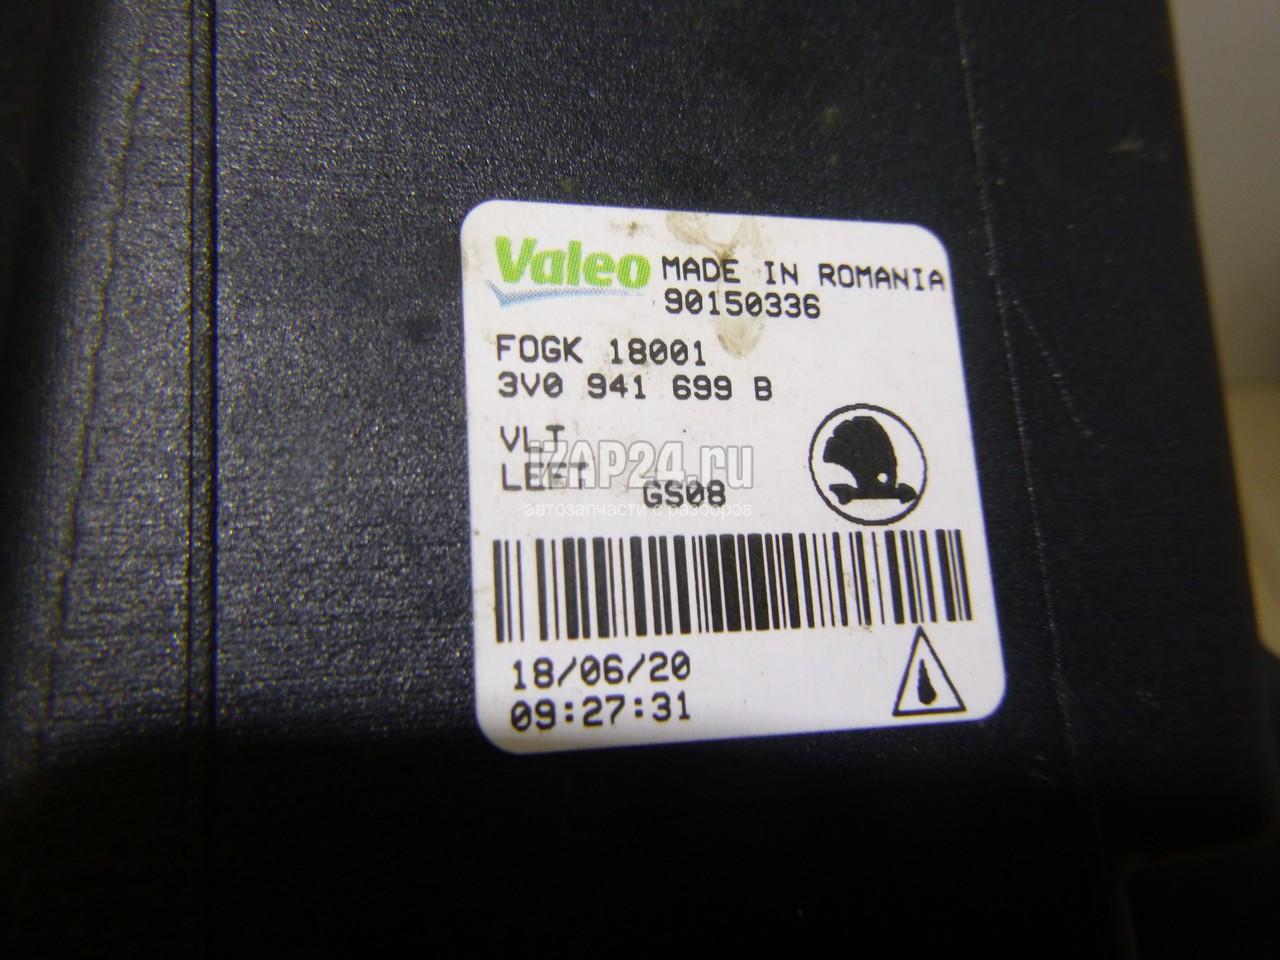 Valeo MADE IN ROMANIA
90150336
FOGK 18001
3V0 941 699 B
VLT
LEFT GS08
iZAP24.ru
автозапчасти с разборов
18/06/20
09:27:31